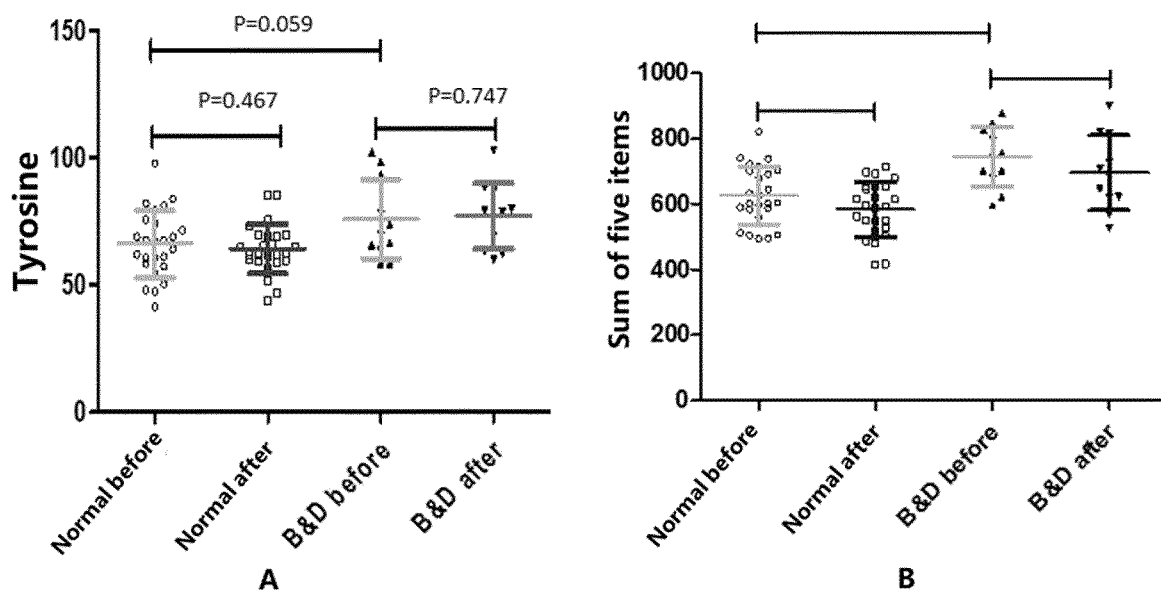 150
P=0.059
P=0.467
P=0.747
100
50
0
Tyrosine
Normal before
Normal after
B&D before
B&D after
A
1000
800
600
400
200
0
Sum of five items
Normal before
Normal after
B&D before
B&D after
B